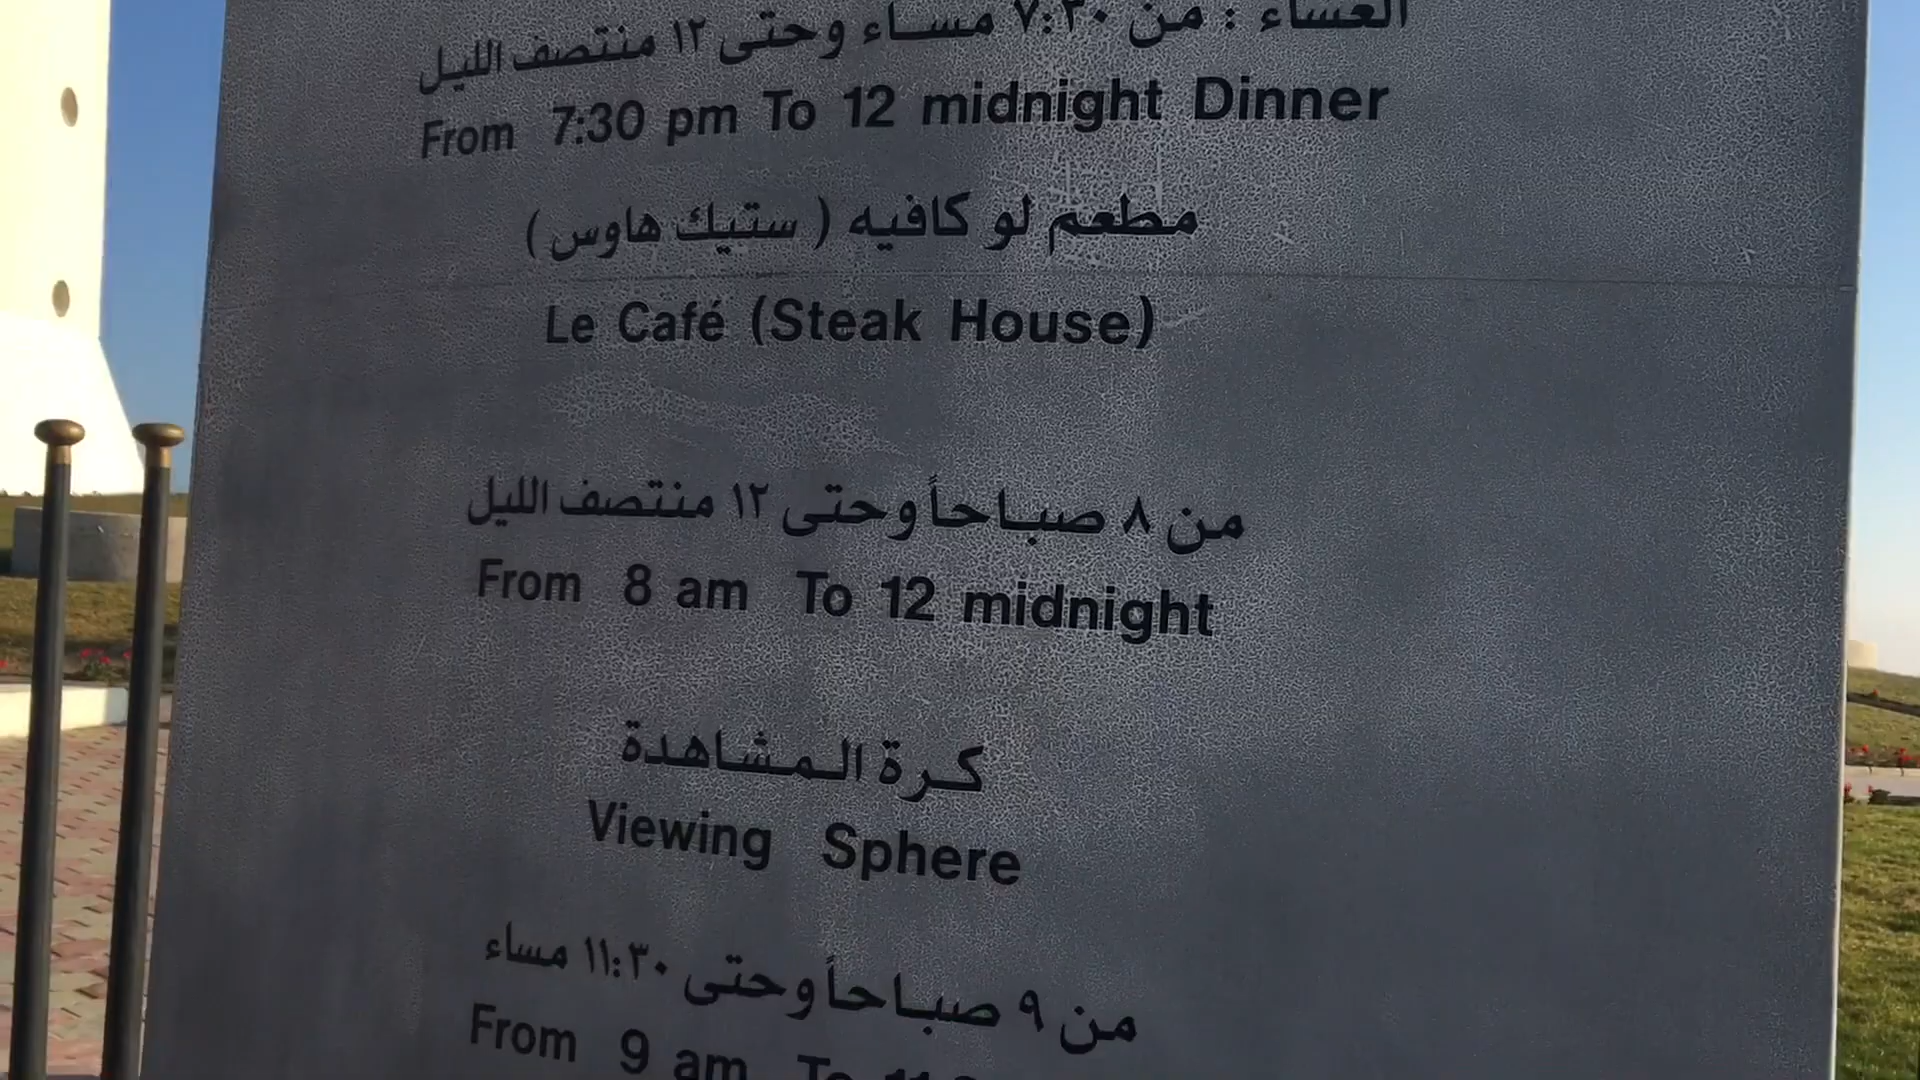 العشاء : من ٧:٣٠ مساء وحتى ١٢ منتصف الليل
From 7:30 pm To 12 midnight Dinner
مطعم لو كافيه ( ستيك هاوس )
Le Café (Steak House)
من ٨ صباحاً وحتى ١٢ منتصف الليل
From 8 am To 12 midnight
كرة المشاهدة
Viewing Sphere
من ٩ صباحاً وحتى ١١:٣٠ مساء
From 9 am To